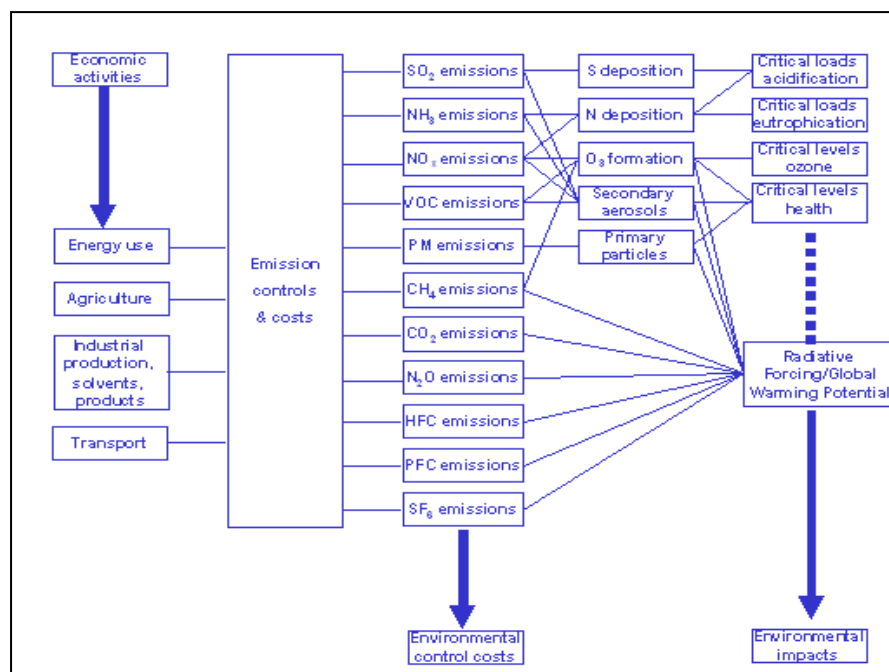 Economic
activities
Energy use
Agriculture
Industrial
production,
solvents,
products
Transport
Emission
controls
& costs
SO₂ emissions
NH₃ emissions
NOₓ emissions
VOC emissions
PM emissions
CH₄ emissions
CO₂ emissions
N₂O emissions
HFC emissions
PFC emissions
SF₆ emissions
Environmental
control costs
S deposition
N deposition
O₃ formation
Secondary
aerosols
Primary
particles
Critical loads
acidification
Critical loads
eutrophication
Critical levels
ozone
Critical levels
health
Radiative
Forcing/Global
Warming Potential
Environmental
impacts